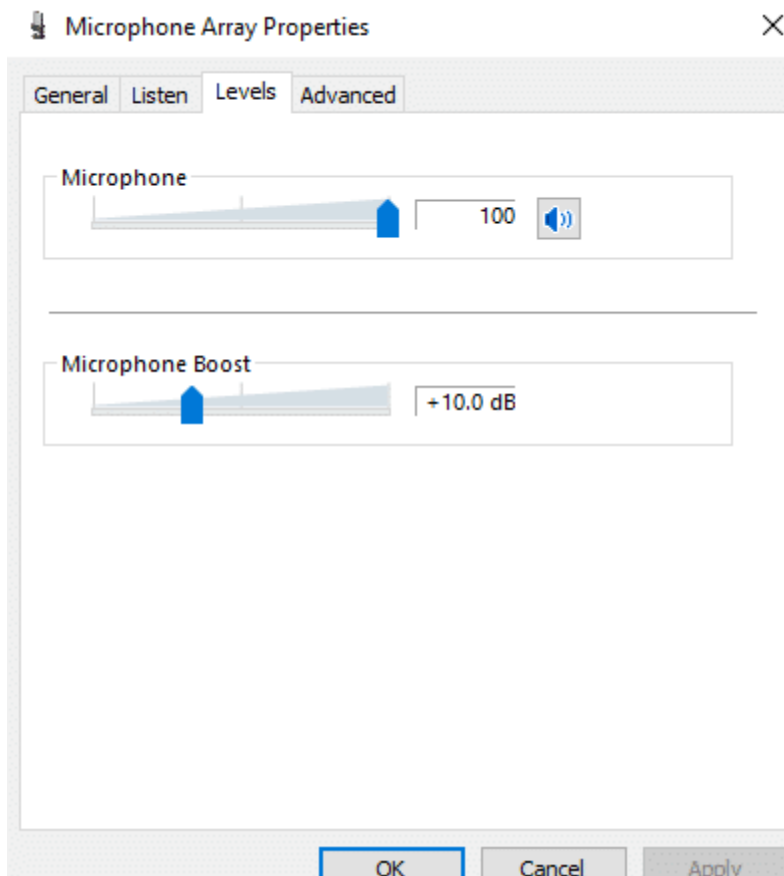 Microphone Array Properties
General Listen Levels Advanced
Microphone
100
Microphone Boost
+10.0 dB
OK Cancel Apply